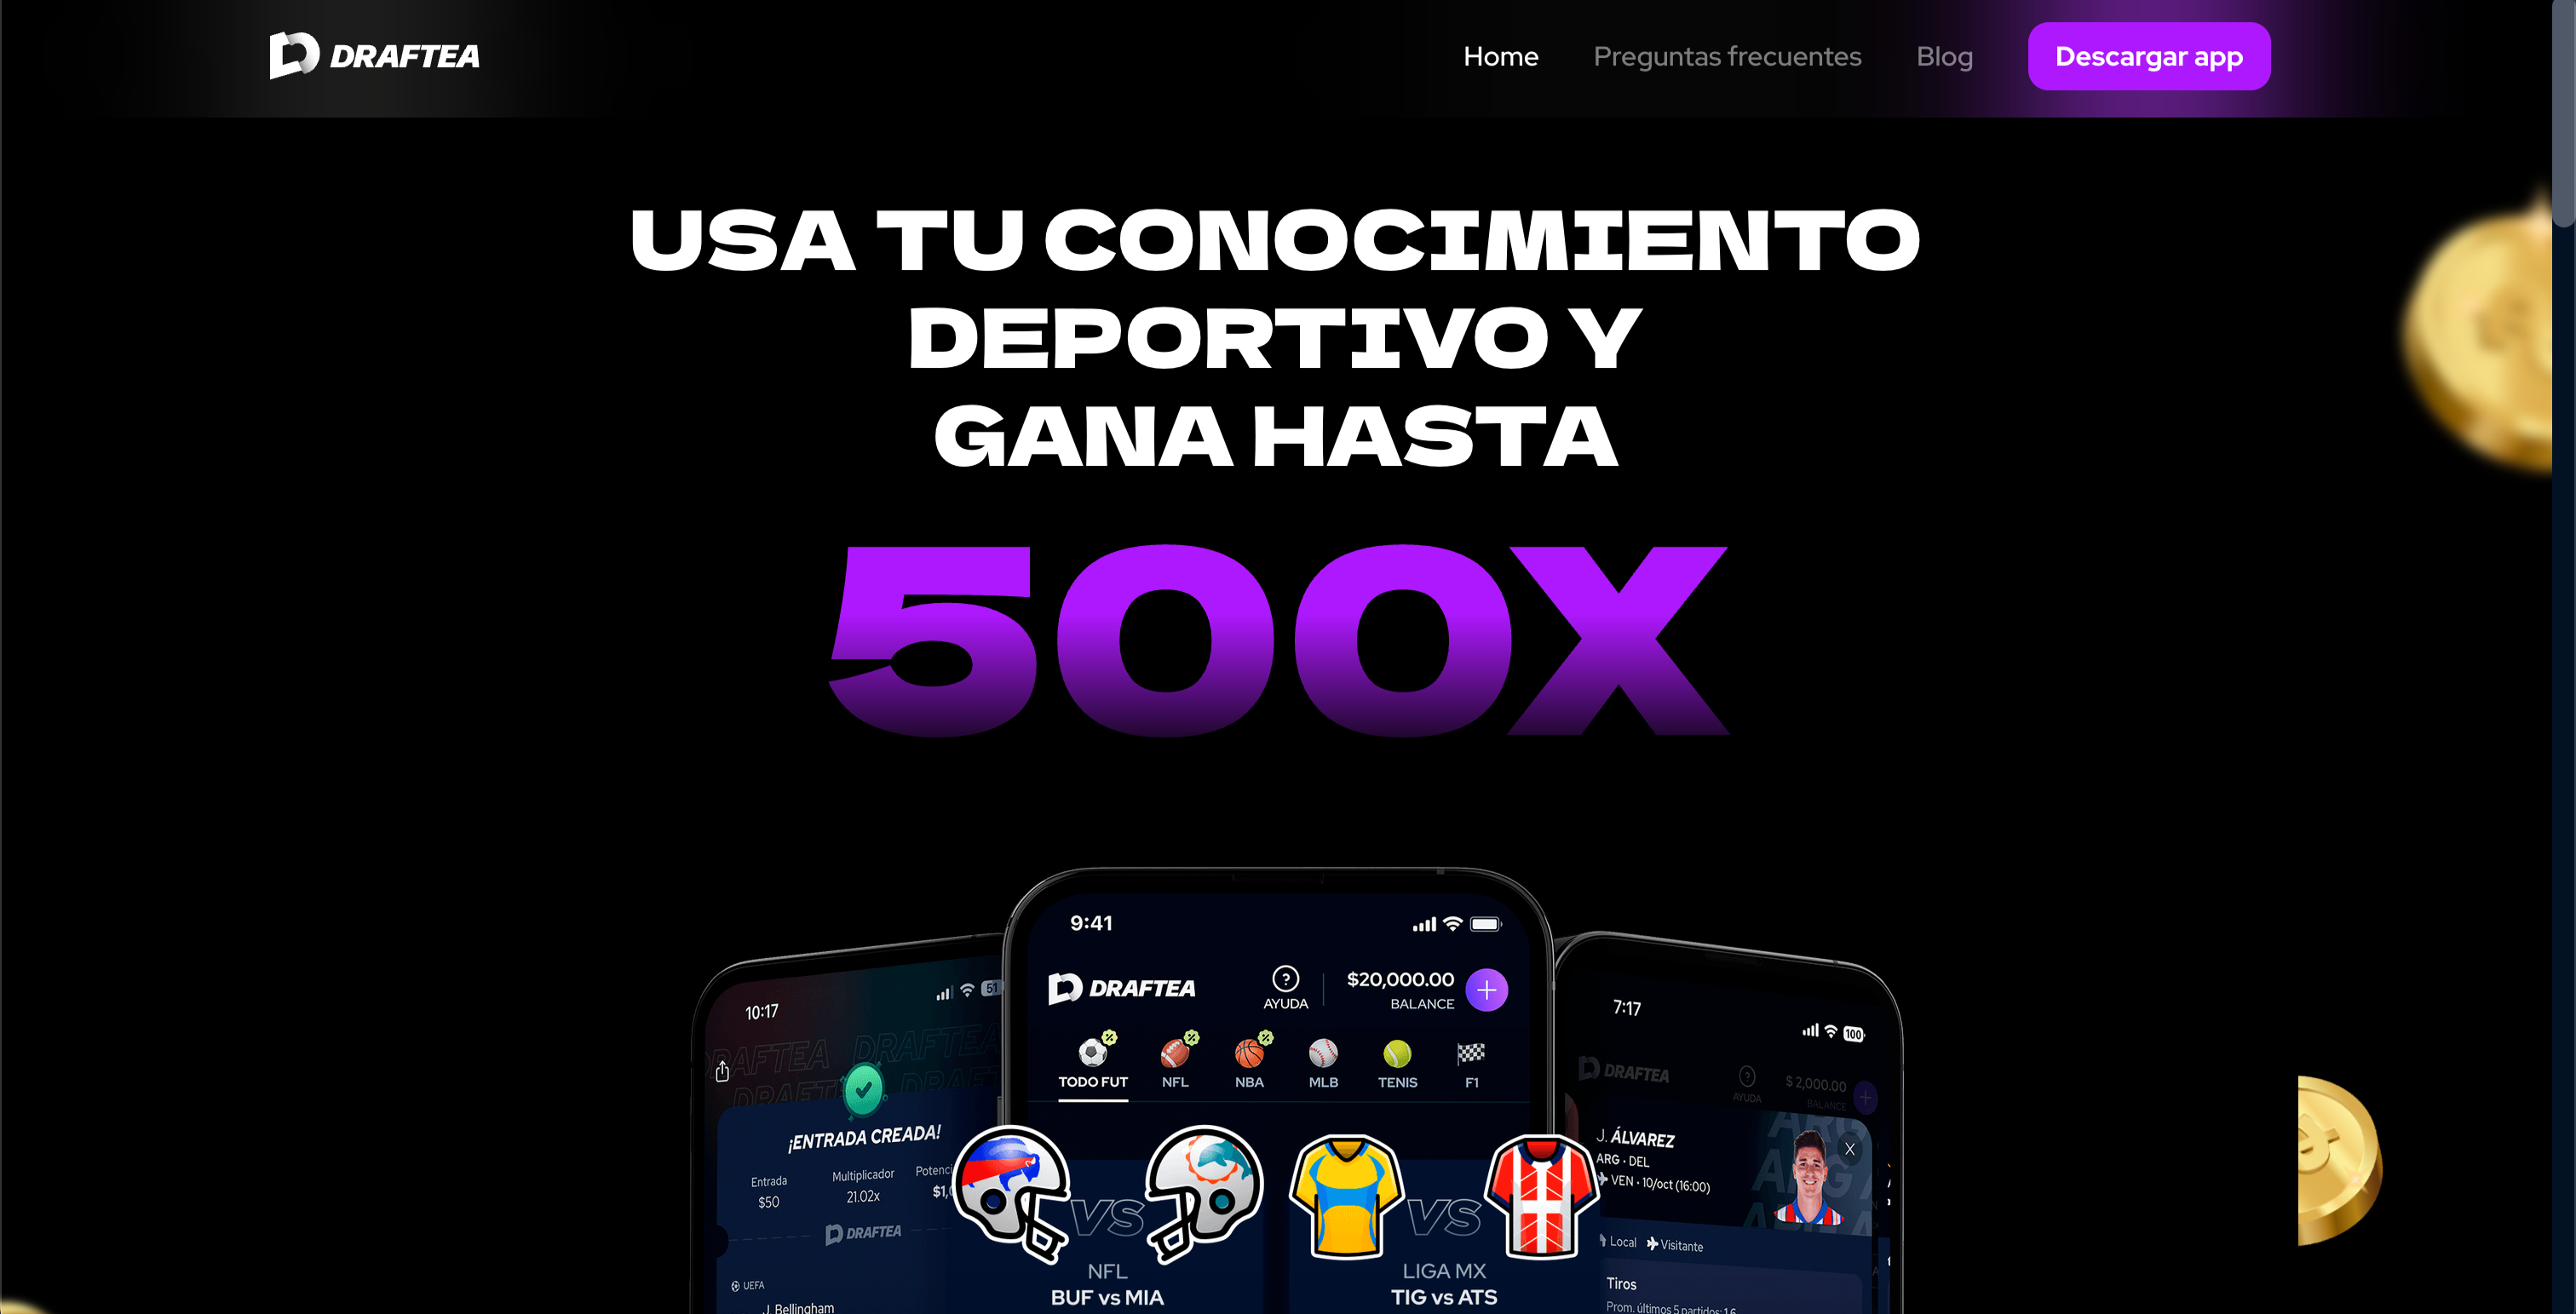 DRAFTEA
Home
Preguntas frecuentes
Blog
Descargar app
USA TU CONOCIMIENTO
DEPORTIVO Y
GANA HASTA
500X
10:17
51
DRAFTEA DRAFTEA
¡ENTRADA CREADA!
Entrada
$50
Multiplicador
21.02x
DRAFTEA
UEFA
J. Bellingham
9:41
DRAFTEA
AYUDA
$20,000.00
BALANCE
TODO FUT
NFL
NBA
MLB
TENIS
F1
VS
NFL
BUF vs MIA
VS
LIGA MX
TIG vs ATS
7:17
100
DRAFTEA
AYUDA
$ 2,000.00
BALANCE
J. ÁLVAREZ
ARG · DEL
VEN · 10/oct (16:00)
X
Local
Visitante
Tiros
Prom. últimos 5 partidos: 1.6